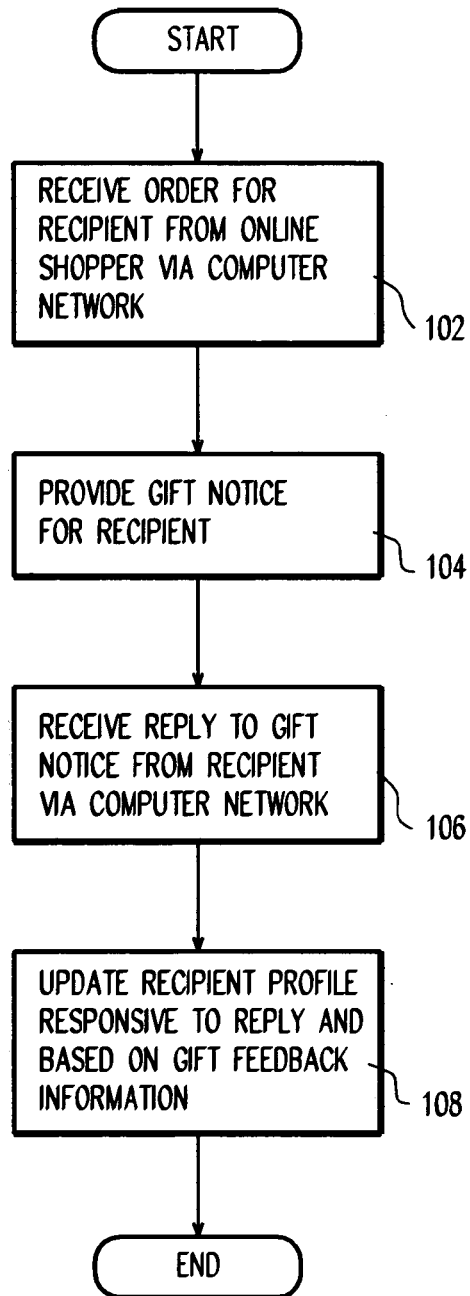 START
RECEIVE ORDER FOR
RECIPIENT FROM ONLINE
SHOPPER VIA COMPUTER
NETWORK
102
PROVIDE GIFT NOTICE
FOR RECIPIENT
104
RECEIVE REPLY TO GIFT
NOTICE FROM RECIPIENT
VIA COMPUTER NETWORK
106
UPDATE RECIPIENT PROFILE
RESPONSIVE TO REPLY AND
BASED ON GIFT FEEDBACK
INFORMATION
108
END